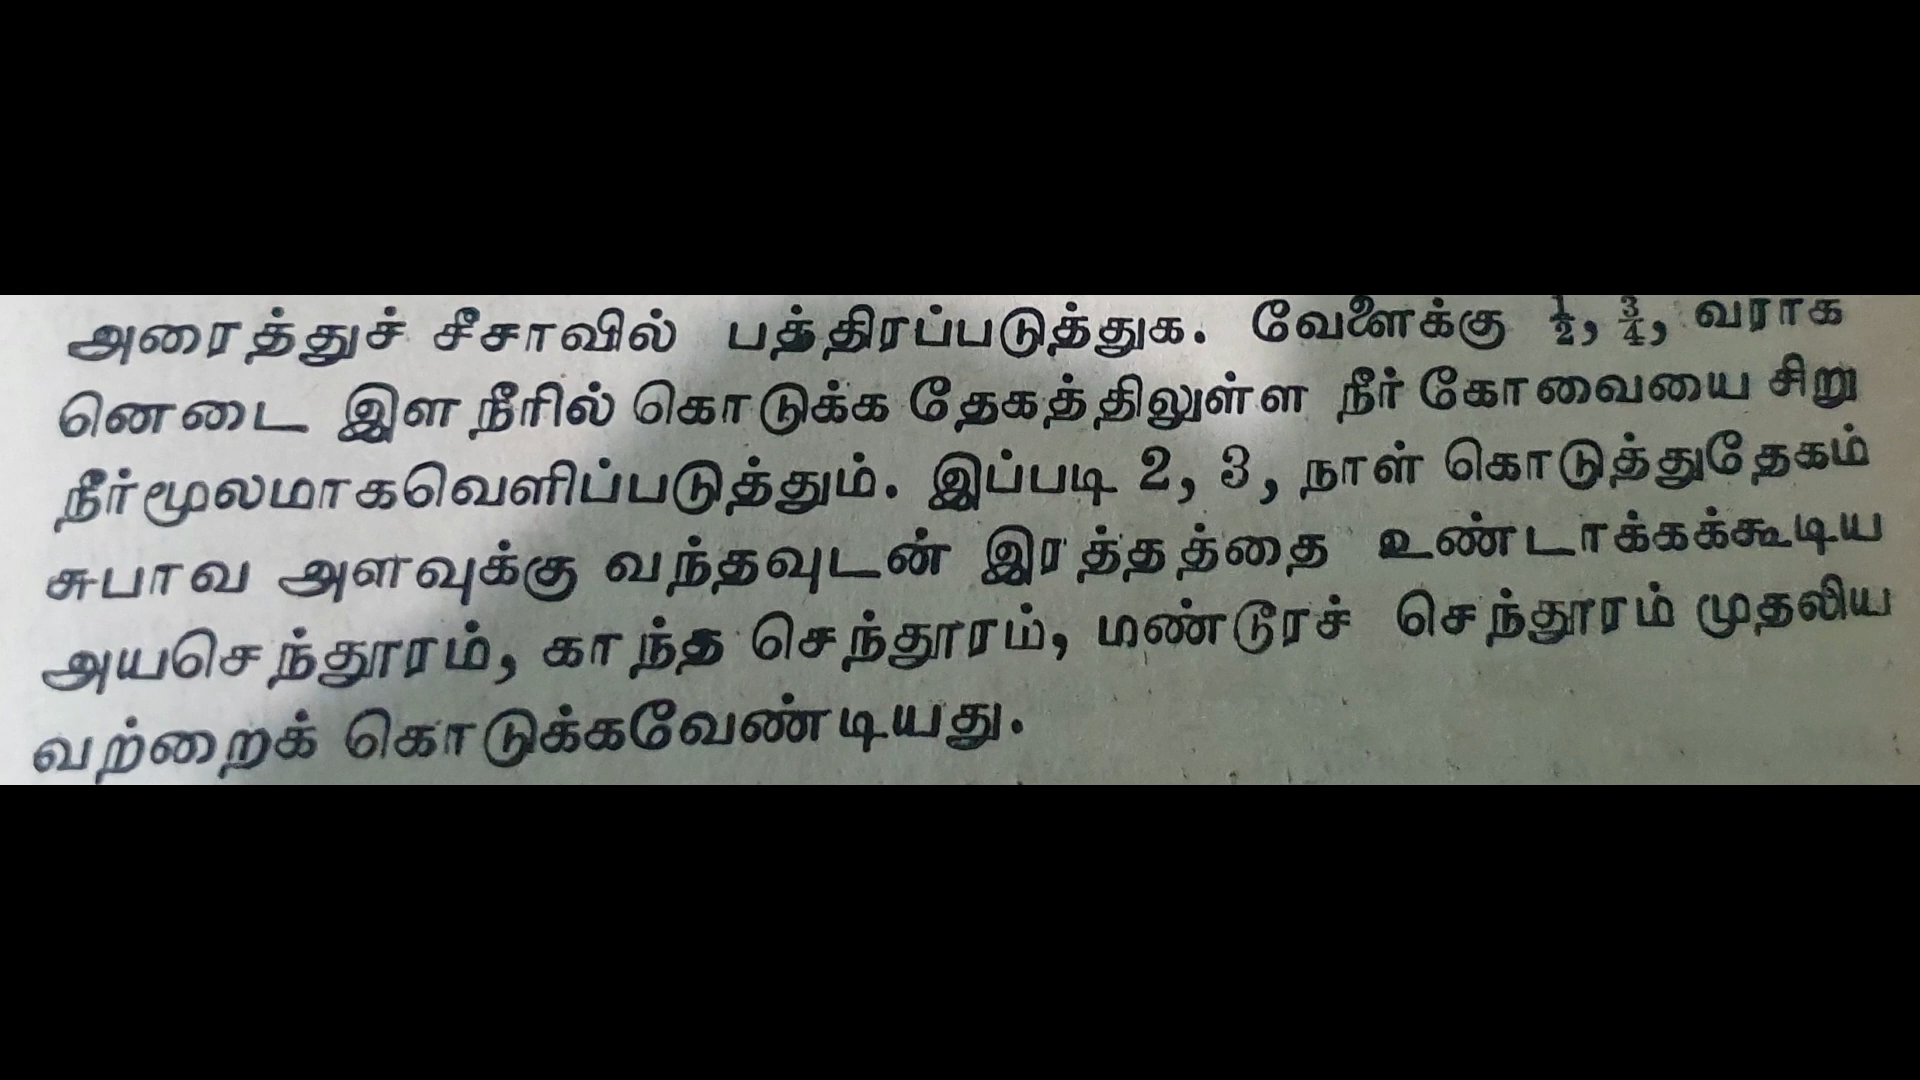 அரைத்துச் சீசாவில் பத்திரப்படுத்துக. வேளைக்கு ½, ¾, வராக
னெடை இளநீரில் கொடுக்க தேகத்திலுள்ள நீர்கோவையை சிறு
நீர்மூலமாகவெளிப்படுத்தும். இப்படி 2, 3, நாள் கொடுத்துதேகம்
சுபாவ அளவுக்கு வந்தவுடன் இரத்தத்தை உண்டாக்கக்கூடிய
அயசெந்தூரம், காந்த செந்தூரம், மண்டூரச் செந்தூரம் முதலிய
வற்றைக் கொடுக்கவேண்டியது.